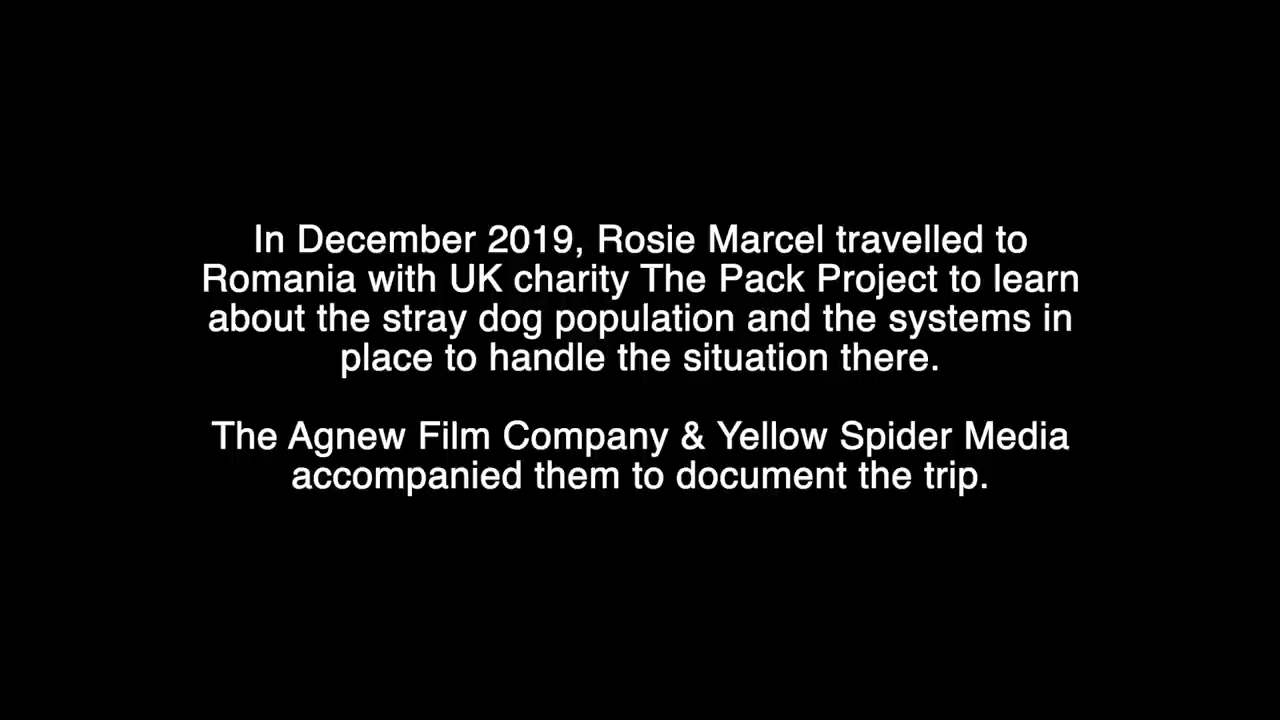 In December 2019, Rosie Marcel travelled to
Romania with UK charity The Pack Project to learn
about the stray dog population and the systems in
place to handle the situation there.
The Agnew Film Company & Yellow Spider Media
accompanied them to document the trip.